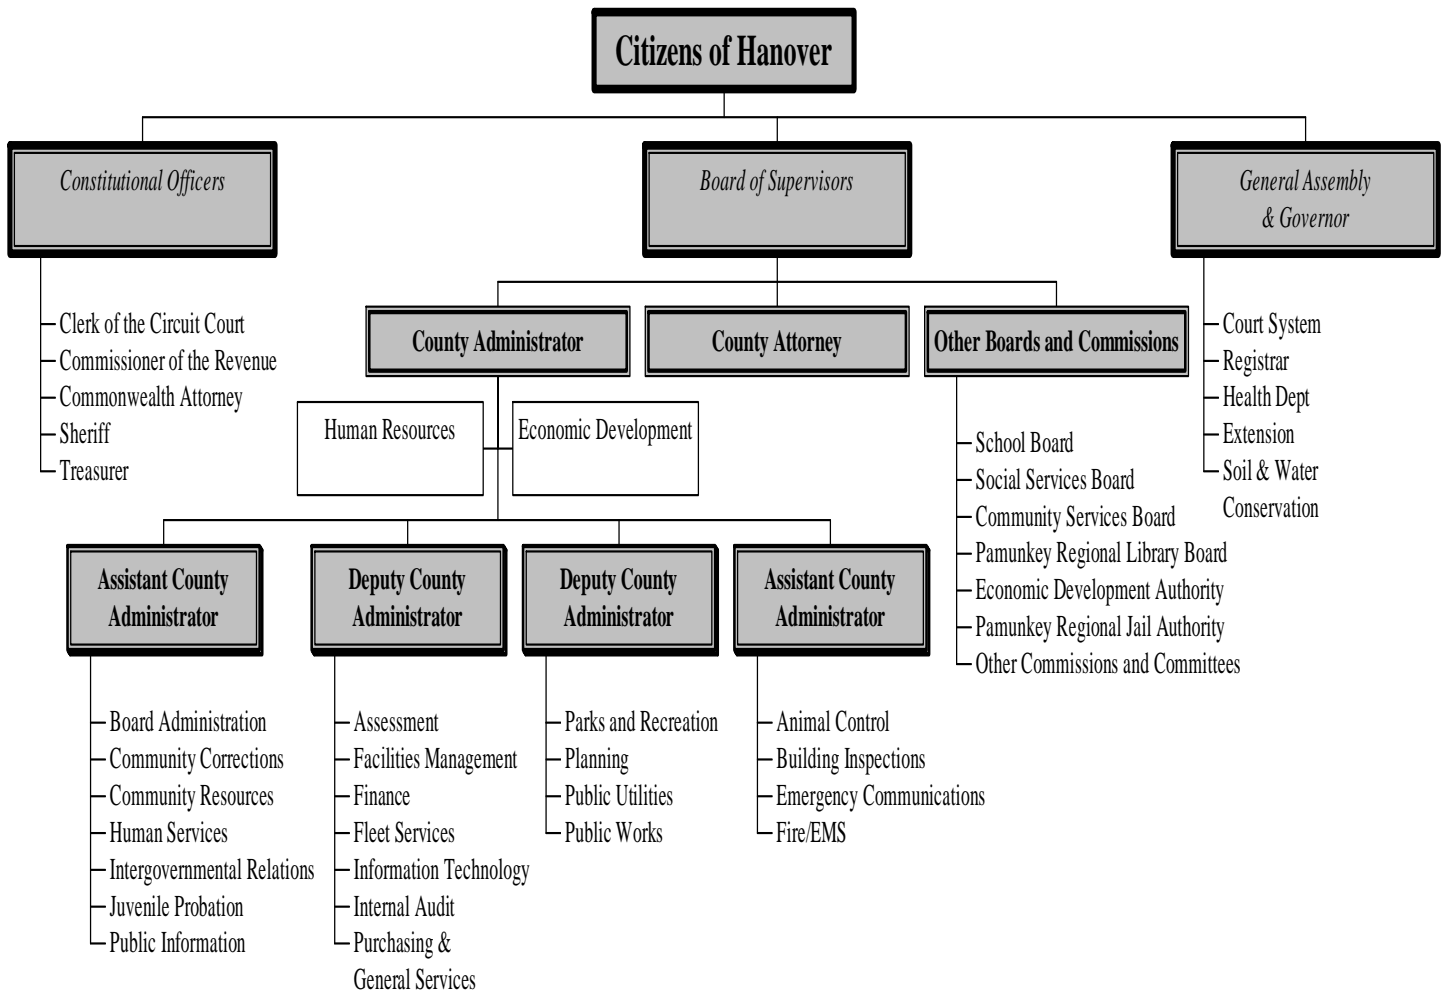 Citizens of Hanover
Constitutional Officers
Clerk of the Circuit Court
Commissioner of the Revenue
Commonwealth Attorney
Sheriff
Treasurer
Board of Supervisors
General Assembly
& Governor
Court System
Registrar
Health Dept
Extension
Soil & Water
Conservation
County Administrator
County Attorney
Other Boards and Commissions
School Board
Social Services Board
Community Services Board
Pamunkey Regional Library Board
Economic Development Authority
Pamunkey Regional Jail Authority
Other Commissions and Committees
Human Resources
Economic Development
Assistant County
Administrator
Board Administration
Community Corrections
Community Resources
Human Services
Intergovernmental Relations
Juvenile Probation
Public Information
Deputy County
Administrator
Assessment
Facilities Management
Finance
Fleet Services
Information Technology
Internal Audit
Purchasing &
General Services
Deputy County
Administrator
Parks and Recreation
Planning
Public Utilities
Public Works
Assistant County
Administrator
Animal Control
Building Inspections
Emergency Communications
Fire/EMS